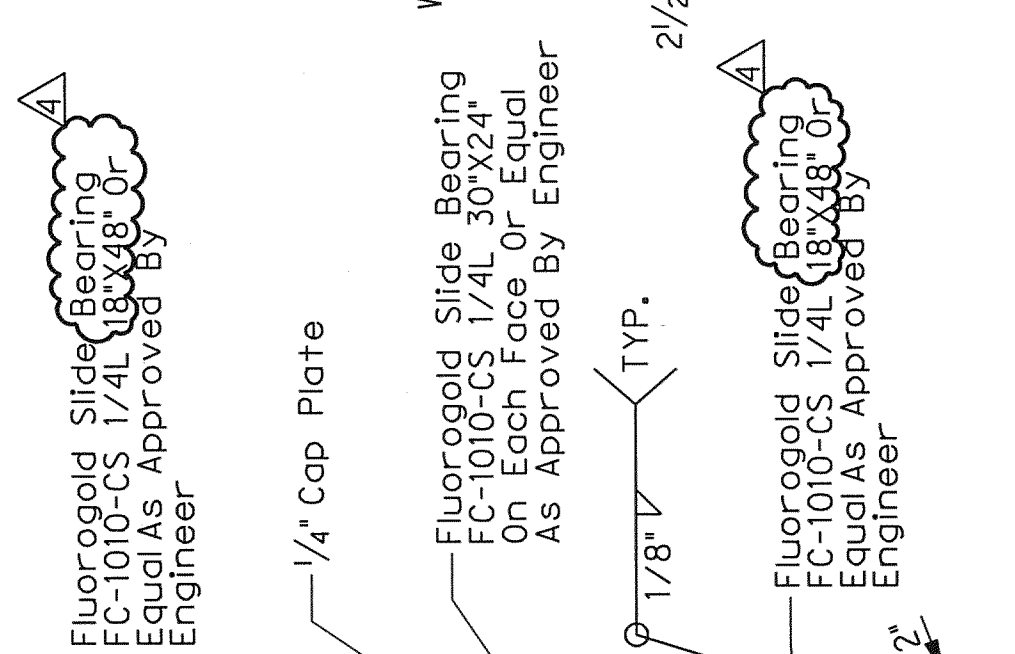 Fluorogold Slide Bearing
FC-1010-CS 1/4L 18"X48" Or
Equal As Approved By
Engineer
4
1/4" Cap Plate
Fluorogold Slide Bearing
FC-1010-CS 1/4L 30"X24"
On Each Face Or Equal
As Approved By Engineer
1/8"
TYP.
2 1/2
Fluorogold Slide Bearing
FC-1010-CS 1/4L 18"X48" Or
Equal As Approved By
Engineer
4
2"